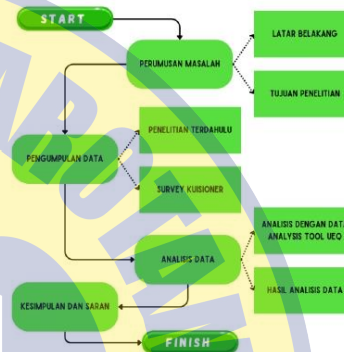 START
LATAR BELAKANG
PERUMUSAN MASALAH
TUJUAN PENELITIAN
PENELITIAN TERDAHULU
PENGUMPULAN DATA
SURVEY KUISIONER
ANALISIS DENGAN DATA
ANALYSIS TOOL UEQ
ANALISIS DATA
HASIL ANALISIS DATA
KESIMPULAN DAN SARAN
FINISH